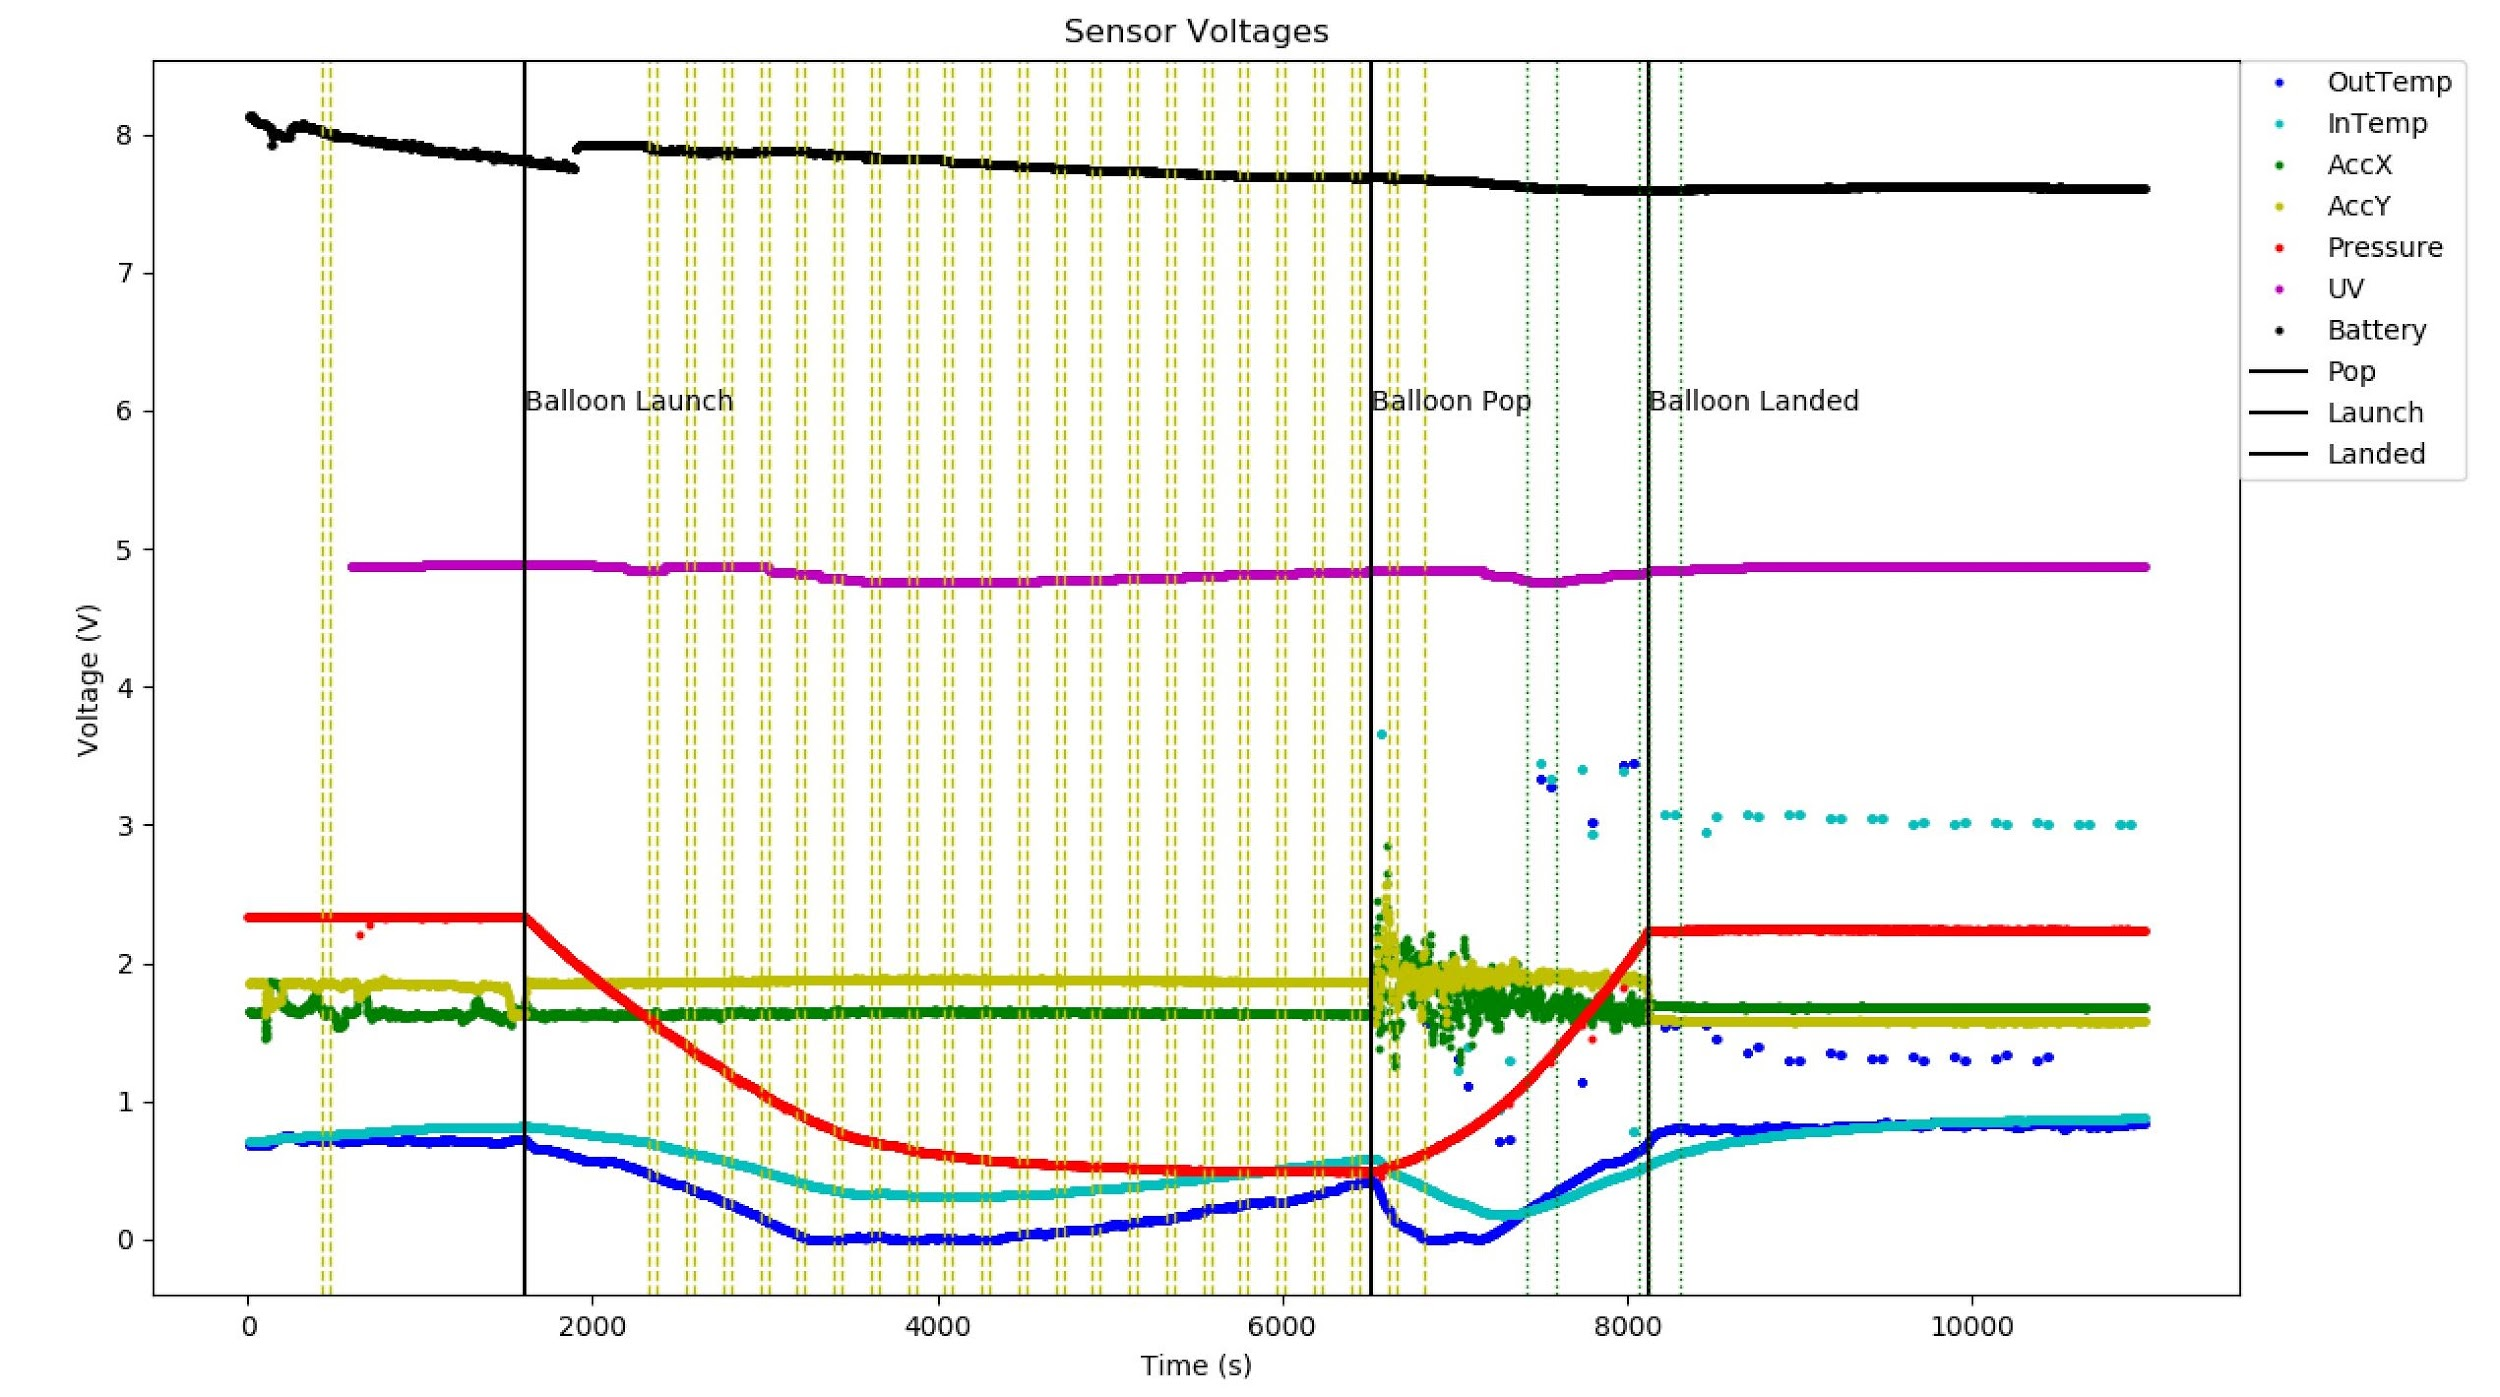 Sensor Voltages
8
7
6
5
4
3
2
1
0
Voltage (V)
Balloon Launch
Balloon Pop
Balloon Landed
OutTemp
InTemp
AccX
AccY
Pressure
UV
Battery
Pop
Launch
Landed
0
2000
4000
6000
8000
10000
Time (s)